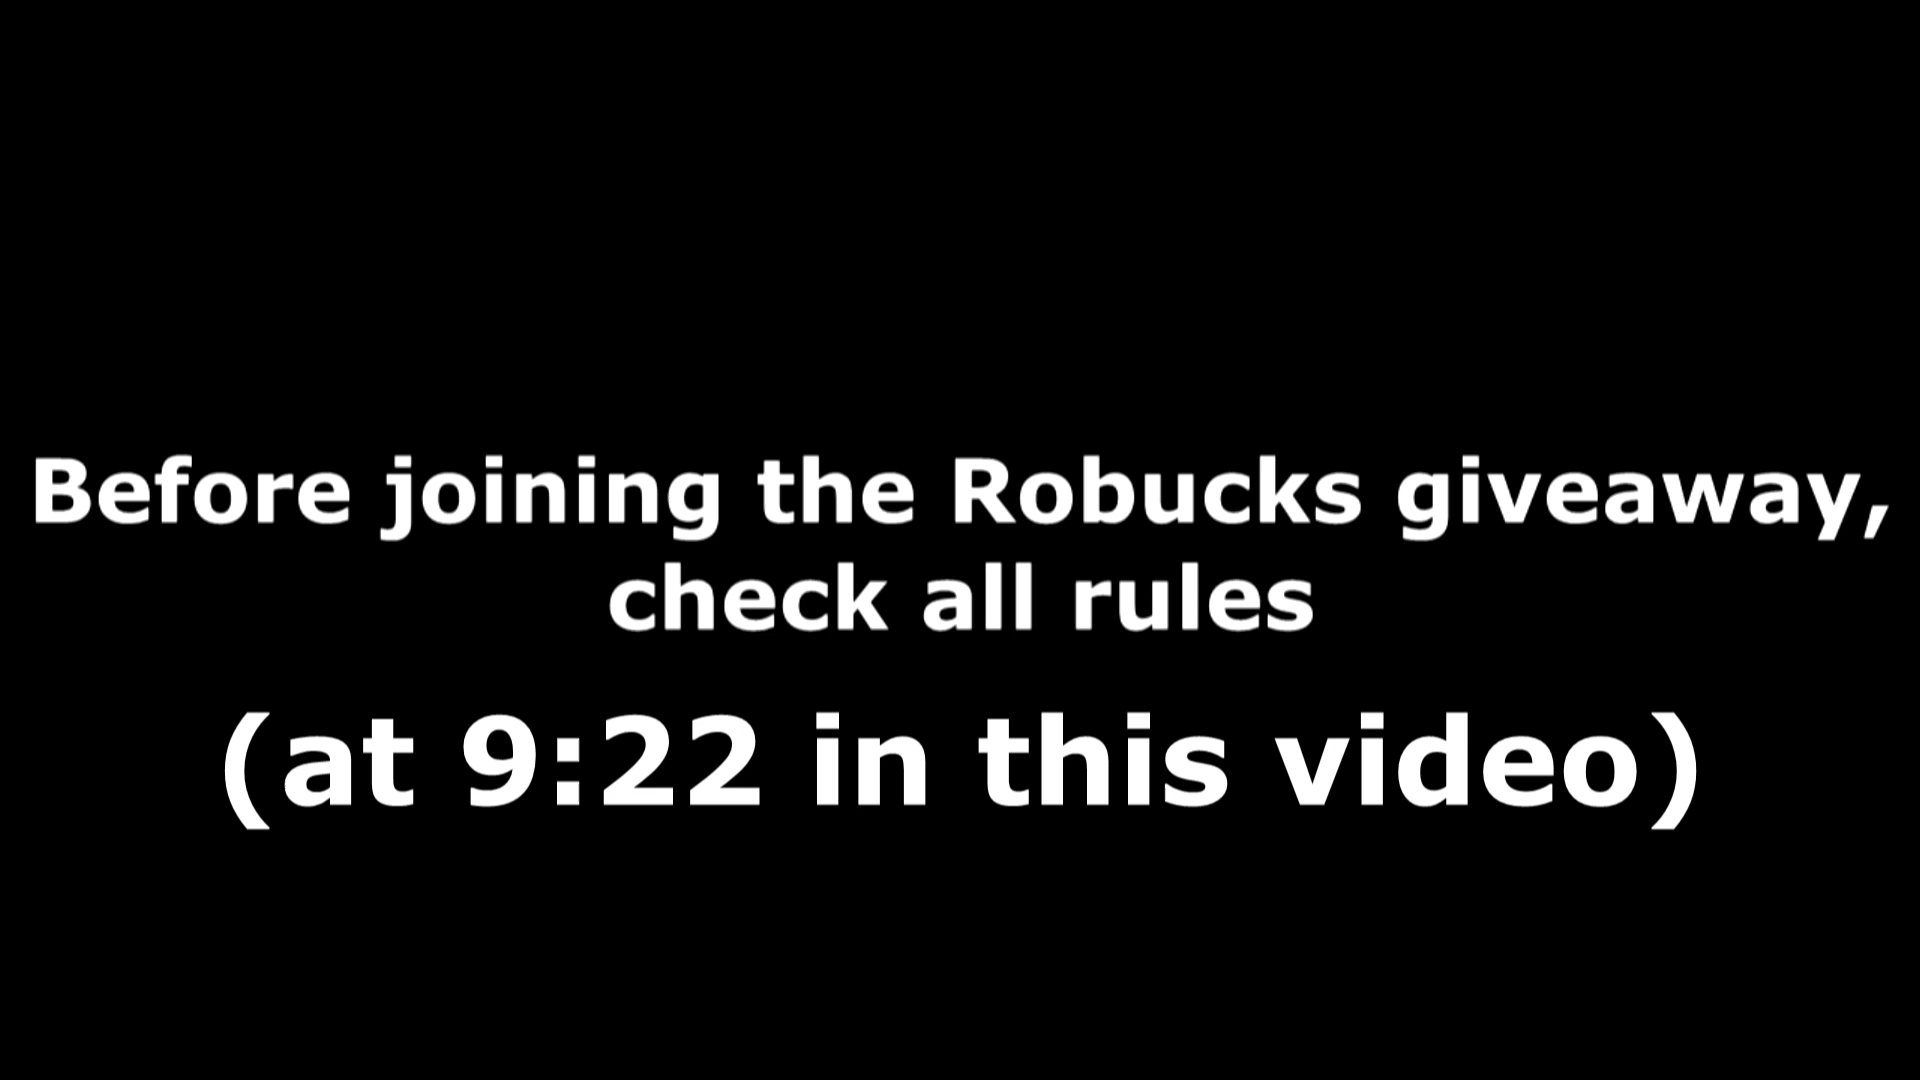 Before joining the Robucks giveaway,
check all rules
(at 9:22 in this video)